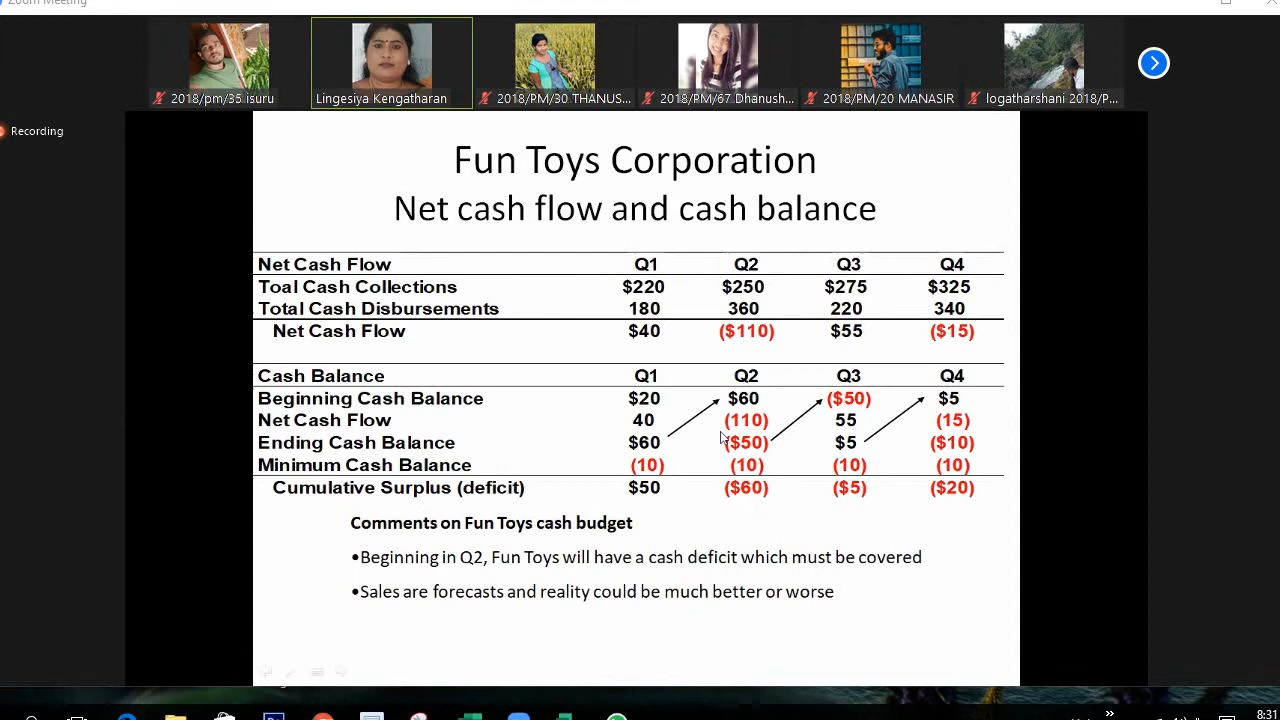 Zoom Meeting
2018/pm/35 isuru
Lingesiya Kengatharan
2018/PM/30 THANUS...
2018/PM/67 Dhanush...
2018/PM/20 MANASIR
logatharshani 2018/P...
Recording
Fun Toys Corporation
Net cash flow and cash balance
Net Cash Flow Q1 Q2 Q3 Q4
Toal Cash Collections $220 $250 $275 $325
Total Cash Disbursements 180 360 220 340
Net Cash Flow $40 ($110) $55 ($15)
Cash Balance Q1 Q2 Q3 Q4
Beginning Cash Balance $20 $60 ($50) $5
Net Cash Flow 40 (110) 55 (15)
Ending Cash Balance $60 ($50) $5 ($10)
Minimum Cash Balance (10) (10) (10) (10)
Cumulative Surplus (deficit) $50 ($60) ($5) ($20)
Comments on Fun Toys cash budget
•Beginning in Q2, Fun Toys will have a cash deficit which must be covered
•Sales are forecasts and reality could be much better or worse
8:31